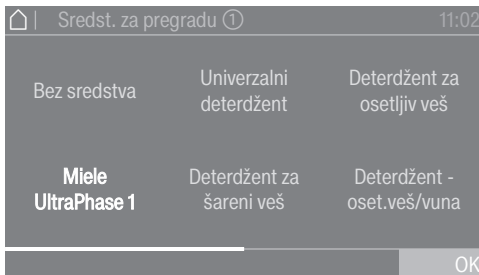 Sredst. za pregradu ① 11:02
Bez sredstva
Univerzalni
deterdžent
Deterdžent za
osetljiv veš
Miele
UltraPhase 1
Deterdžent za
šareni veš
Deterdžent -
oset.veš/vuna
OK